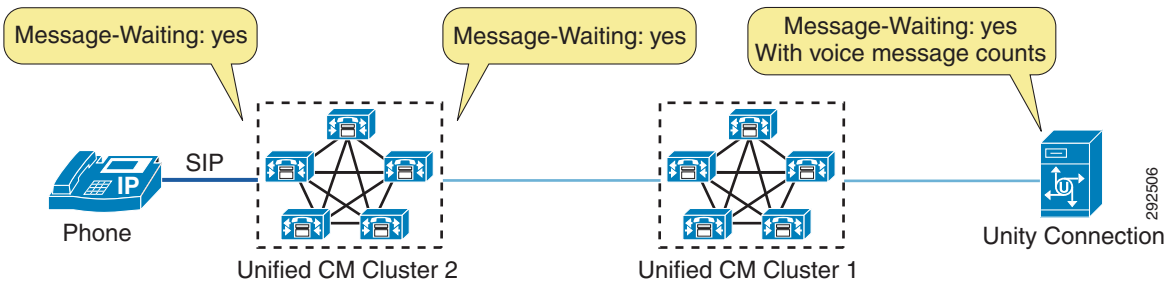 Message-Waiting: yes
Message-Waiting: yes
Message-Waiting: yes
With voice message counts
SIP
IP
U
Phone
Unified CM Cluster 2
Unified CM Cluster 1
Unity Connection
292506